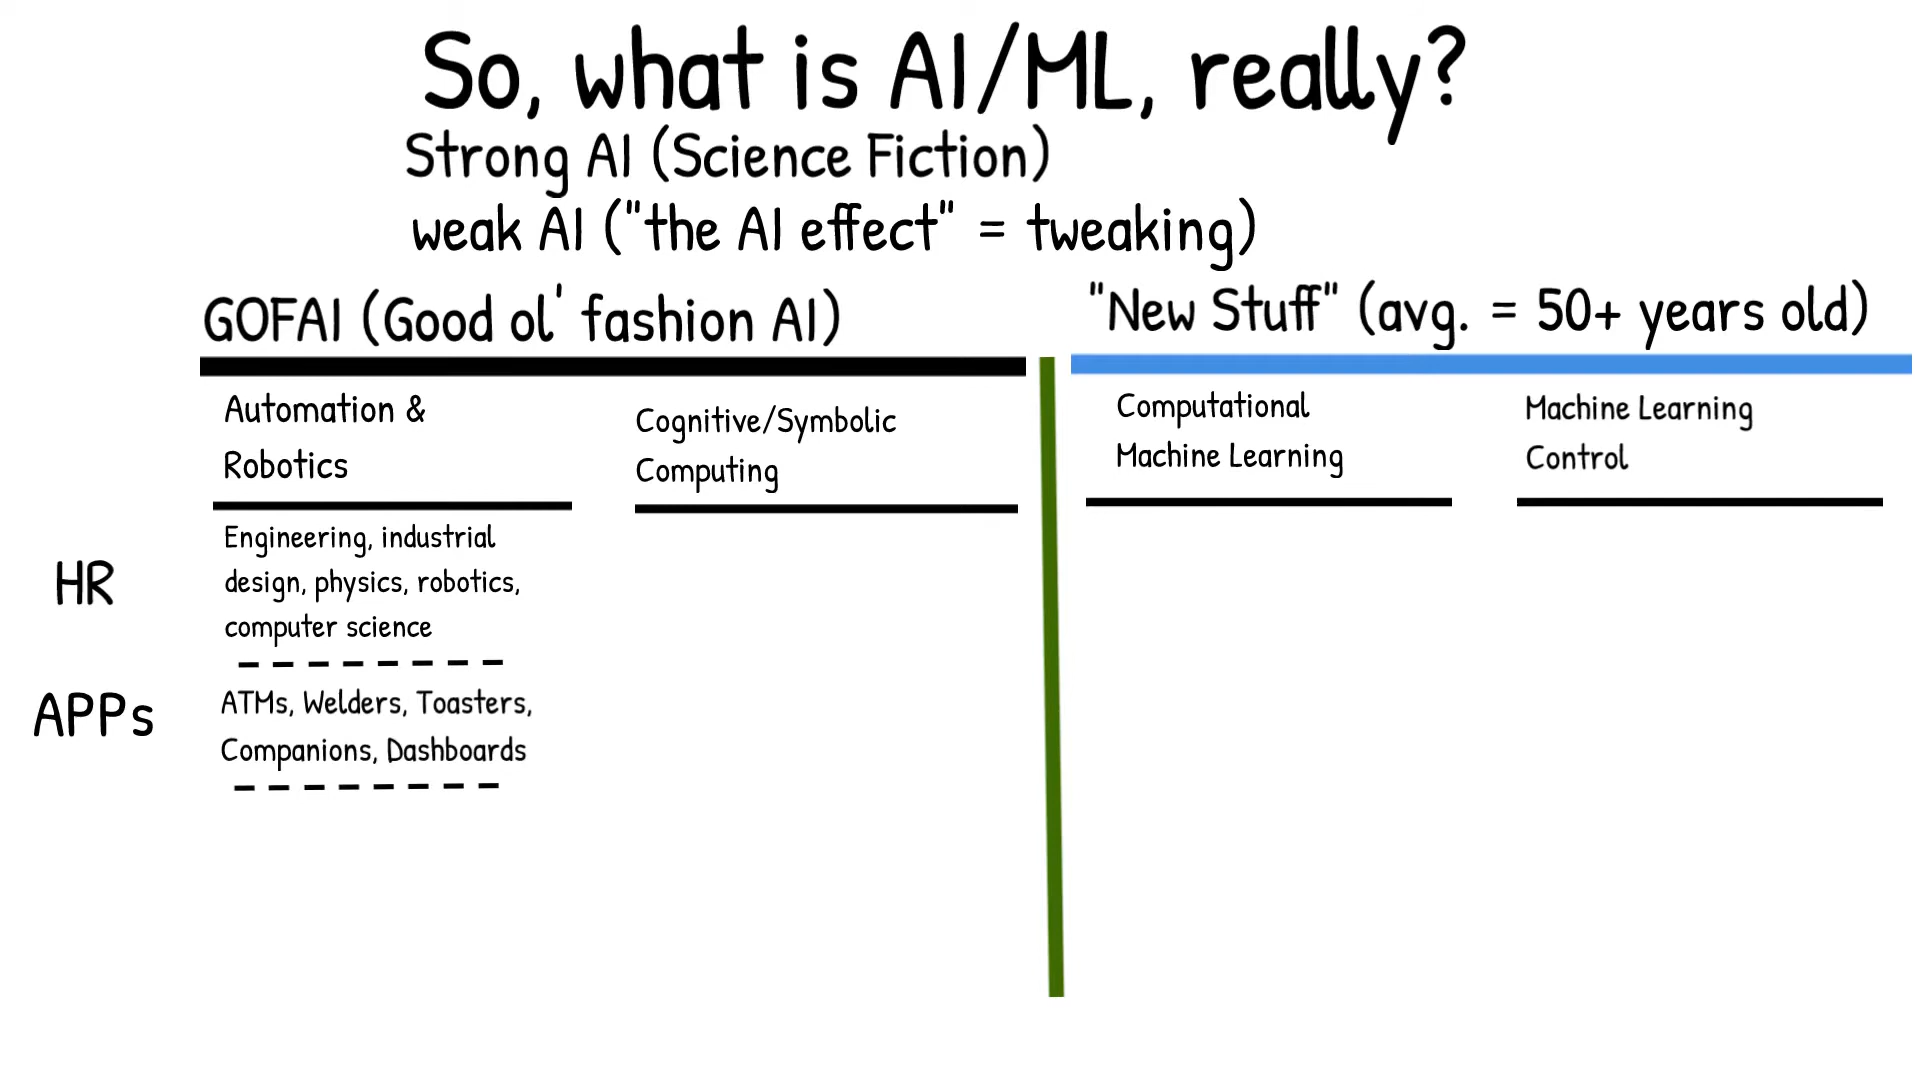 So, what is AI/ML, really?
Strong AI (Science Fiction)
weak AI ("the AI effect" = tweaking)
GOFAI (Good ol' fashion AI)
"New Stuff" (avg. = 50+ years old)
Automation &
Robotics
Cognitive/Symbolic
Computing
Computational
Machine Learning
Machine Learning
Control
HR
Engineering, industrial
design, physics, robotics,
computer science
APPs
ATMs, Welders, Toasters,
Companions, Dashboards